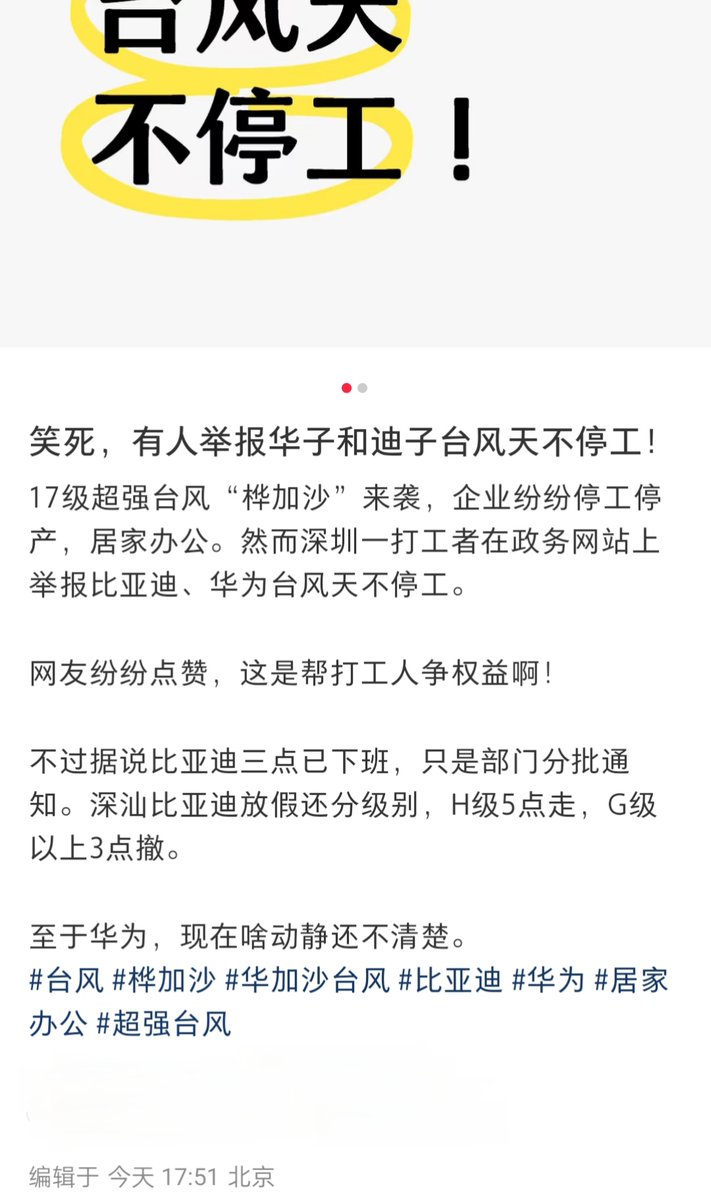 台风天
不停工！
笑死，有人举报华子和迪子台风天不停工！
17级超强台风“桦加沙”来袭，企业纷纷停工停
产，居家办公。然而深圳一打工者在政务网站上
举报比亚迪、华为台风天不停工。
网友纷纷点赞，这是帮打工人争权益啊！
不过据说比亚迪三点已下班，只是部门分批通
知。深汕比亚迪放假还分级别，H级5点走，G级
以上3点撤。
至于华为，现在啥动静还不清楚。
#台风 #桦加沙 #华加沙台风 #比亚迪 #华为 #居家
办公 #超强台风
编辑于 今天 17:51 北京